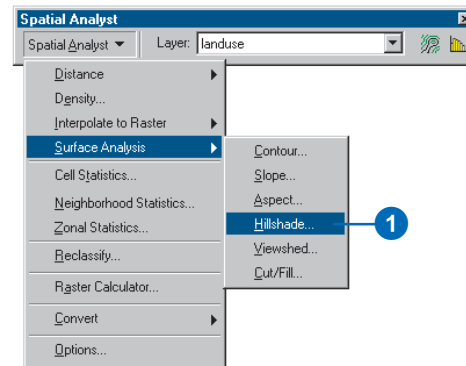 Spatial Analyst
Spatial Analyst Layer: landuse
Distance
Density...
Interpolate to Raster
Surface Analysis
Cell Statistics...
Neighborhood Statistics...
Zonal Statistics...
Reclassify...
Raster Calculator...
Convert
Options...
Contour...
Slope...
Aspect...
Hillshade...
1
Viewshed...
Cut/Fill...